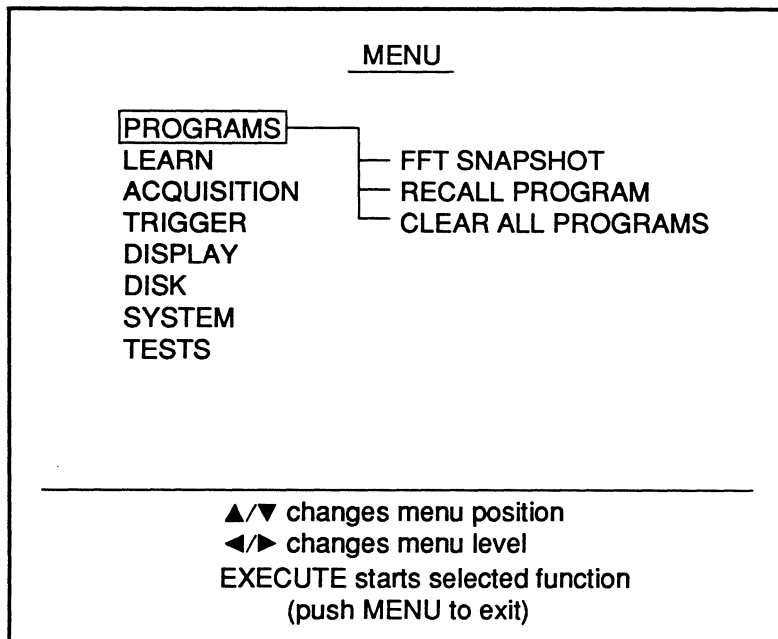 MENU
PROGRAMS
LEARN
ACQUISITION
TRIGGER
DISPLAY
DISK
SYSTEM
TESTS
FFT SNAPSHOT
RECALL PROGRAM
CLEAR ALL PROGRAMS
▲/▼ changes menu position
◄/► changes menu level
EXECUTE starts selected function
(push MENU to exit)